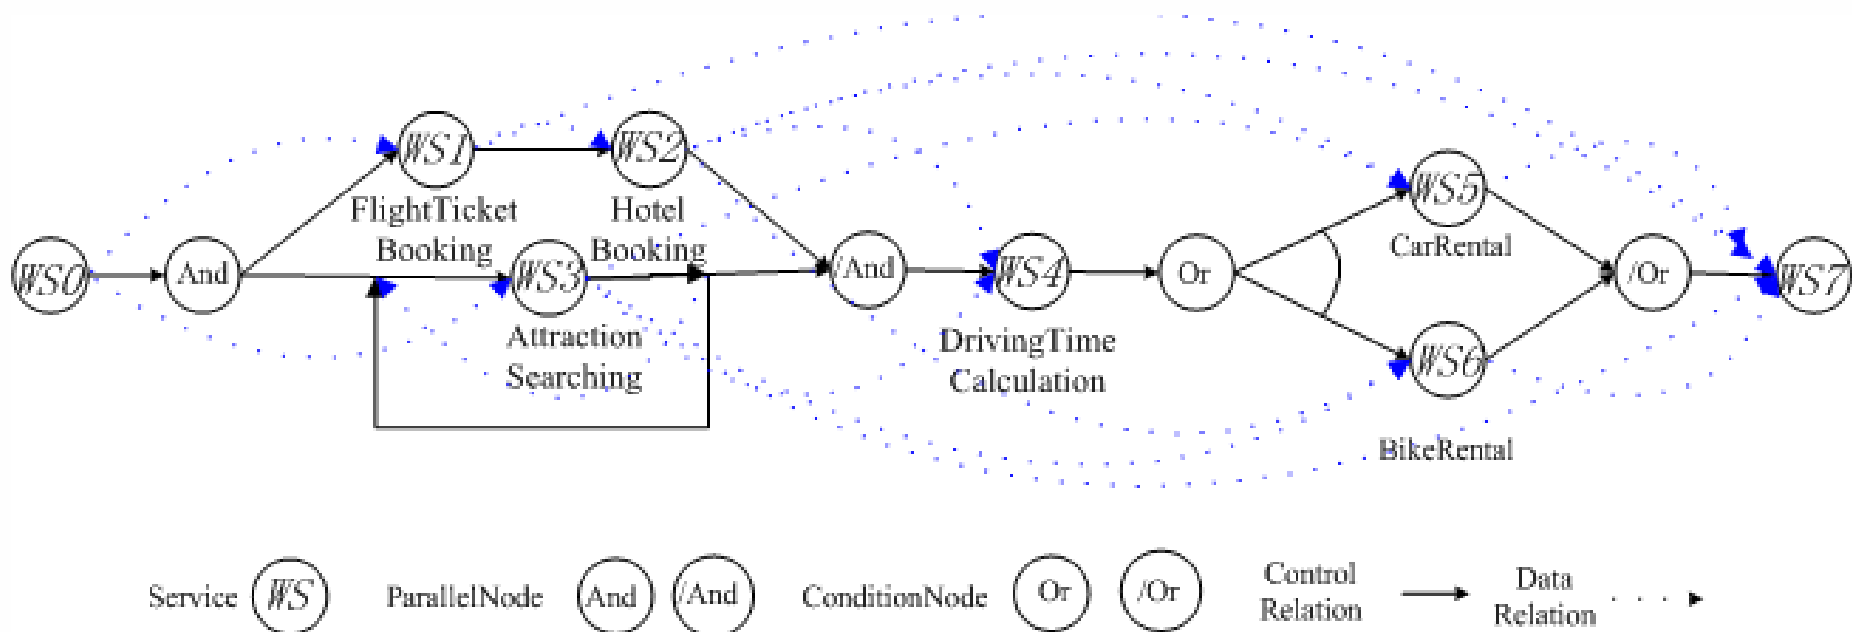 WS1
WS2
FlightTicket
Booking
Hotel
Booking
WS5
CarRental
WS0
And
WS3
/And
WS4
Or
/Or
WS7
Attraction
Searching
DrivingTime
Calculation
WS6
BikeRental
Service
WS
ParallelNode
And
/And
ConditionNode
Or
/Or
Control
Relation
Data
Relation